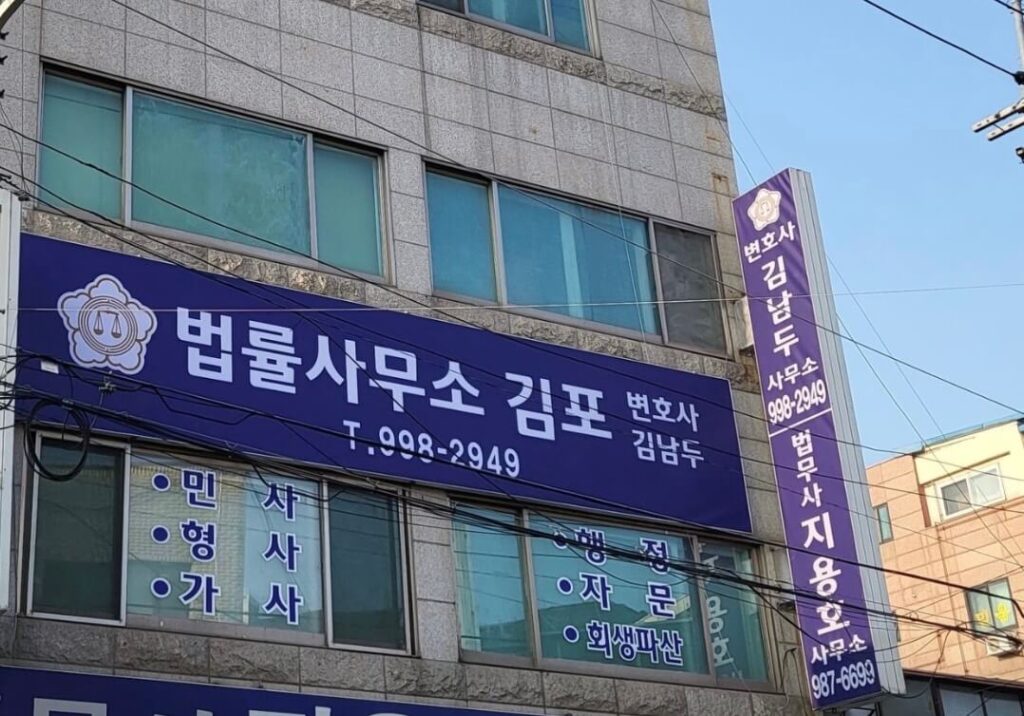 법률사무소 김포
변호사
김남두
T.998-2949
• 민 사
• 형 사
• 가 사
• 행 정
• 자 문
• 회생파산
용호
변호사
김남두
사무소
998-2949
법무사
지용호
사무소
987-6699